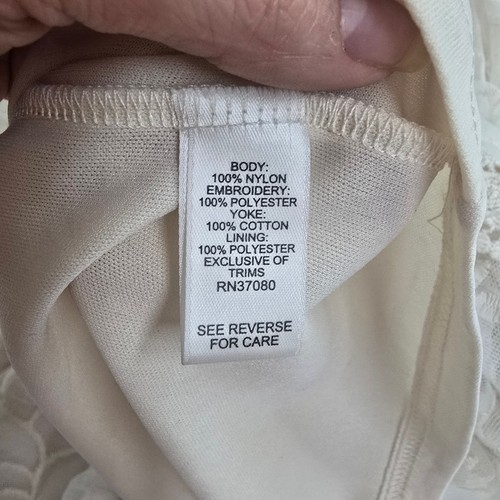 BODY:
100% NYLON
EMBROIDERY:
100% POLYESTER
YOKE:
100% COTTON
LINING:
100% POLYESTER
EXCLUSIVE OF
TRIMS
RN37080
SEE REVERSE
FOR CARE